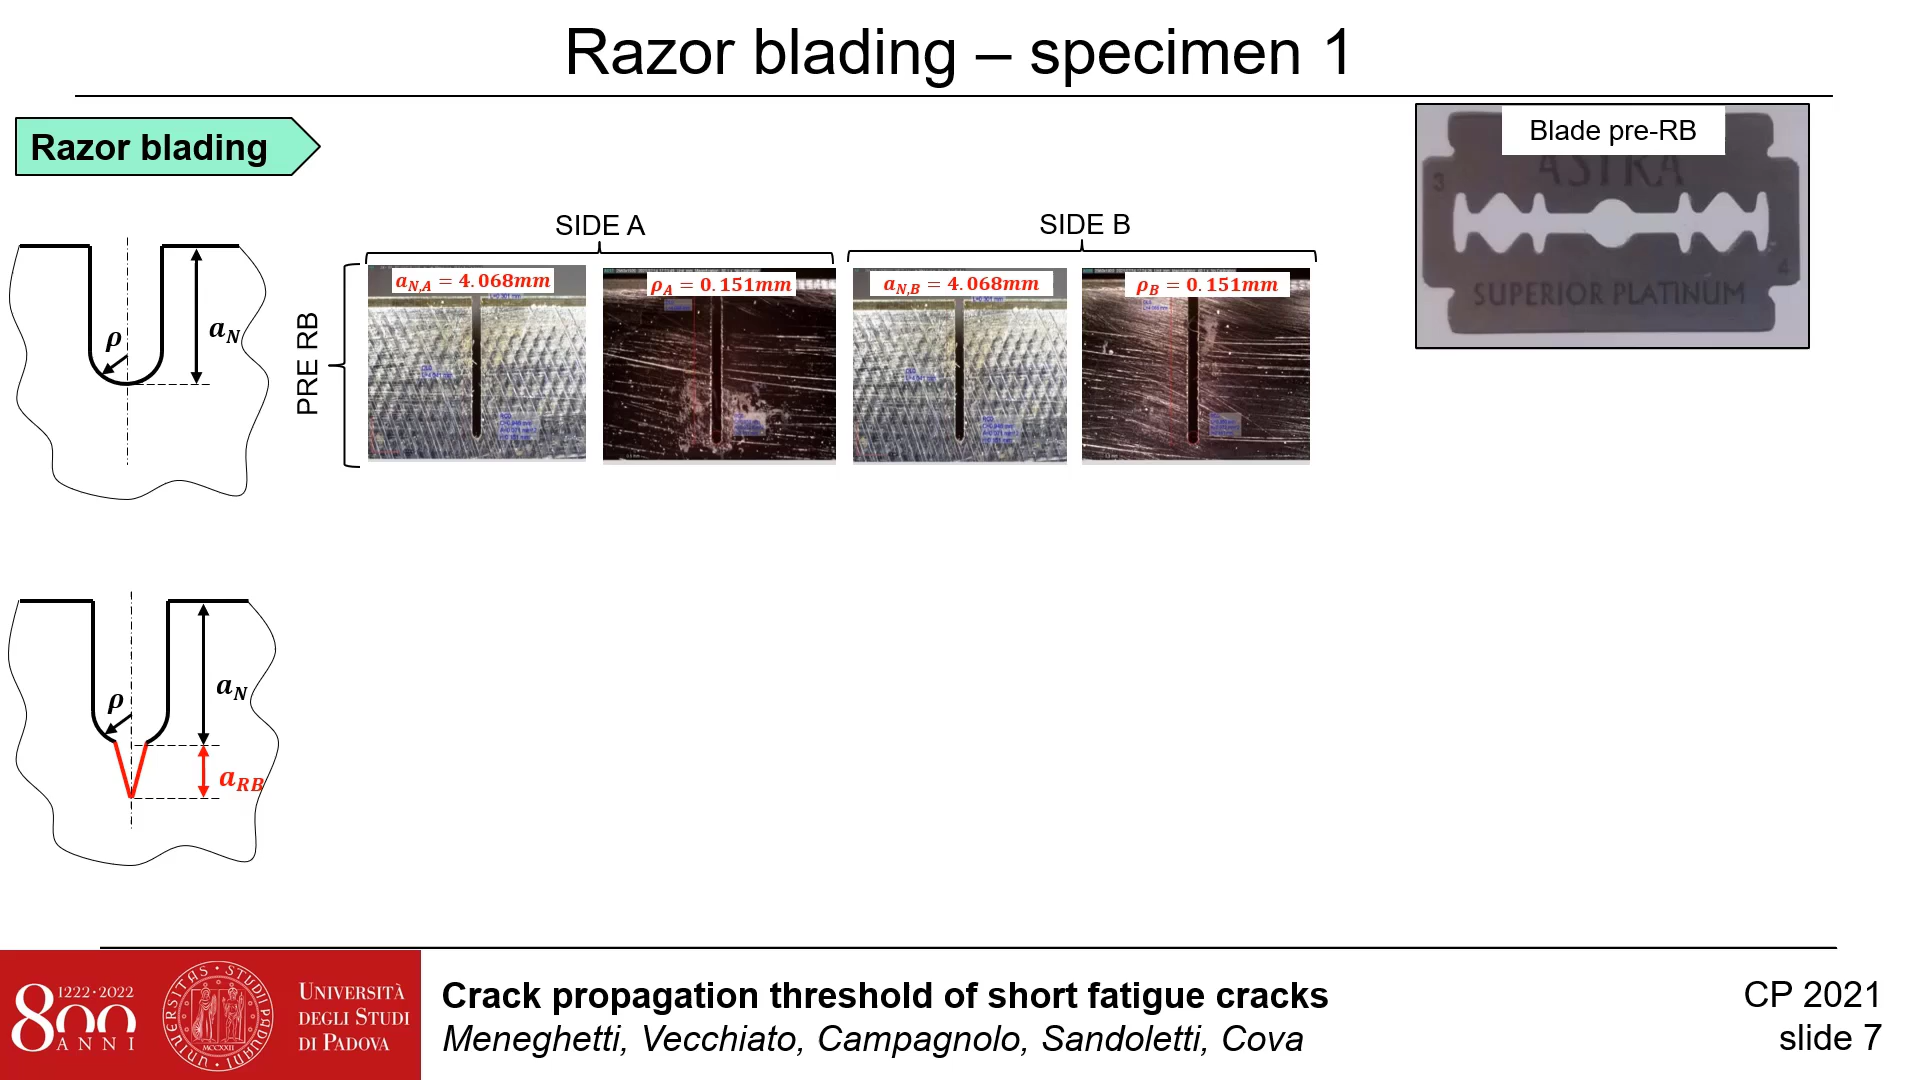 Razor blading – specimen 1
Razor blading
Blade pre-RB
ASTRA
3
4
SUPERIOR PLATINUM
SIDE A
SIDE B
PRE RB
a_{N,A} = 4.068mm
ρ_A = 0.151mm
a_{N,B} = 4.068mm
ρ_B = 0.151mm
ρ
a_N
ρ
a_N
a_{RB}
1222·2022
800
ANNI
UNIVERSITÀ
DEGLI STUDI
DI PADOVA
MCCXXII
Crack propagation threshold of short fatigue cracks
Meneghetti, Vecchiato, Campagnolo, Sandoletti, Cova
CP 2021
slide 7